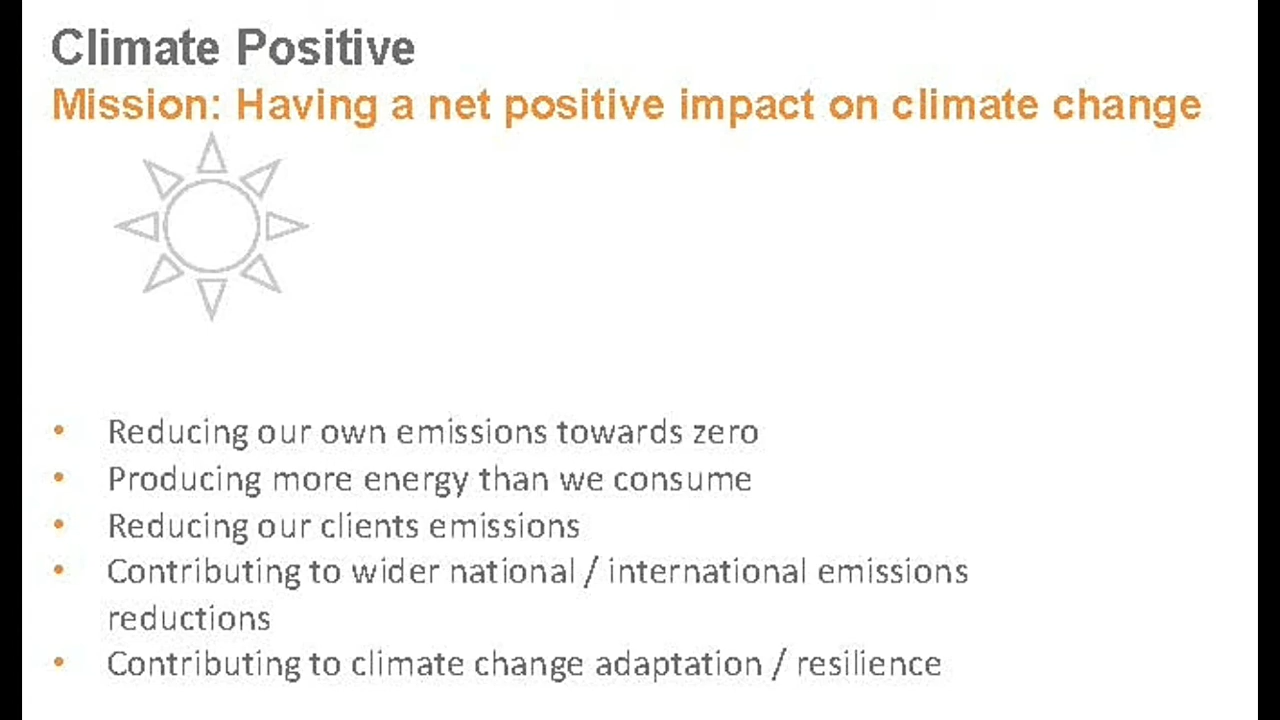 Climate Positive
Mission: Having a net positive impact on climate change
• Reducing our own emissions towards zero
• Producing more energy than we consume
• Reducing our clients emissions
• Contributing to wider national / international emissions
reductions
• Contributing to climate change adaptation / resilience